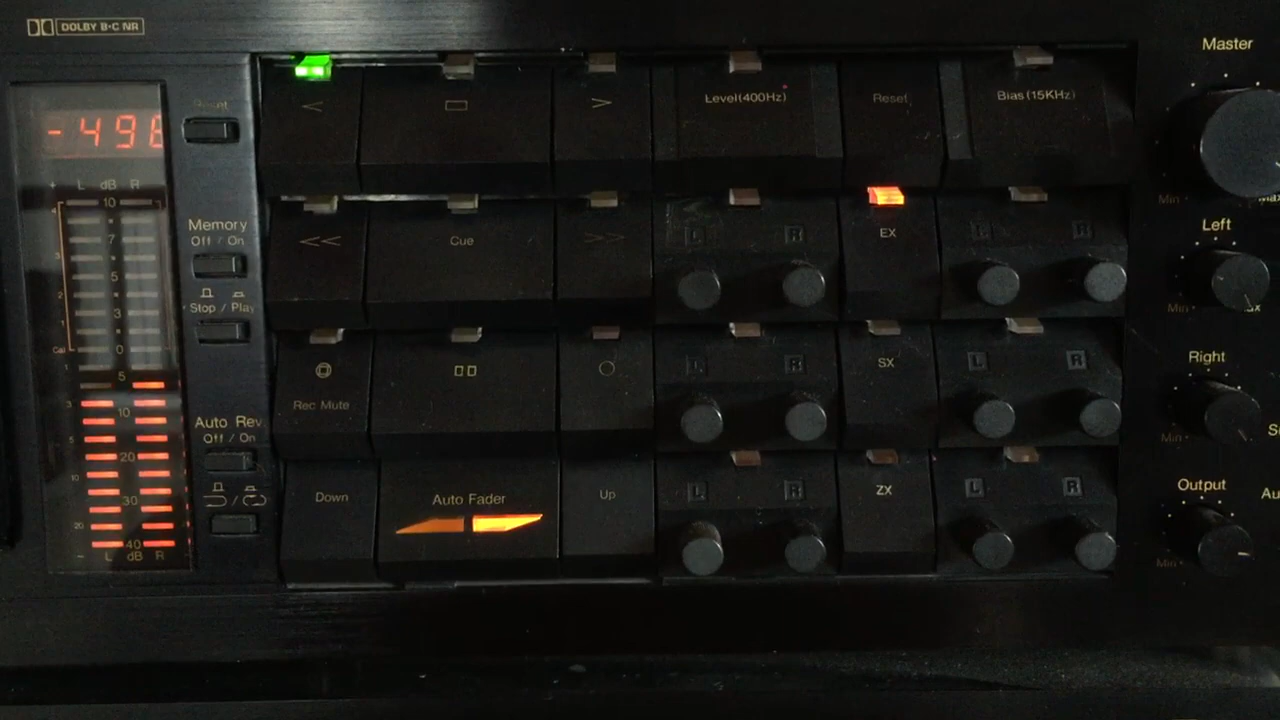 DOLBY B·C NR
Master
Reset
Level(400Hz)
Reset
Bias (15KHz)
< > 
L dB R
10
7
5
3
0
5
10
20
30
40
L dB R
Memory
Off / On
Stop / Play
Auto Rev.
Off / On
<< Cue >>
L R
EX
L R
Min
Left
Min
Rec Mute
L R
SX
L R
Right
Min
Down
Auto Fader
Up
L R
ZX
L R
Output
Min